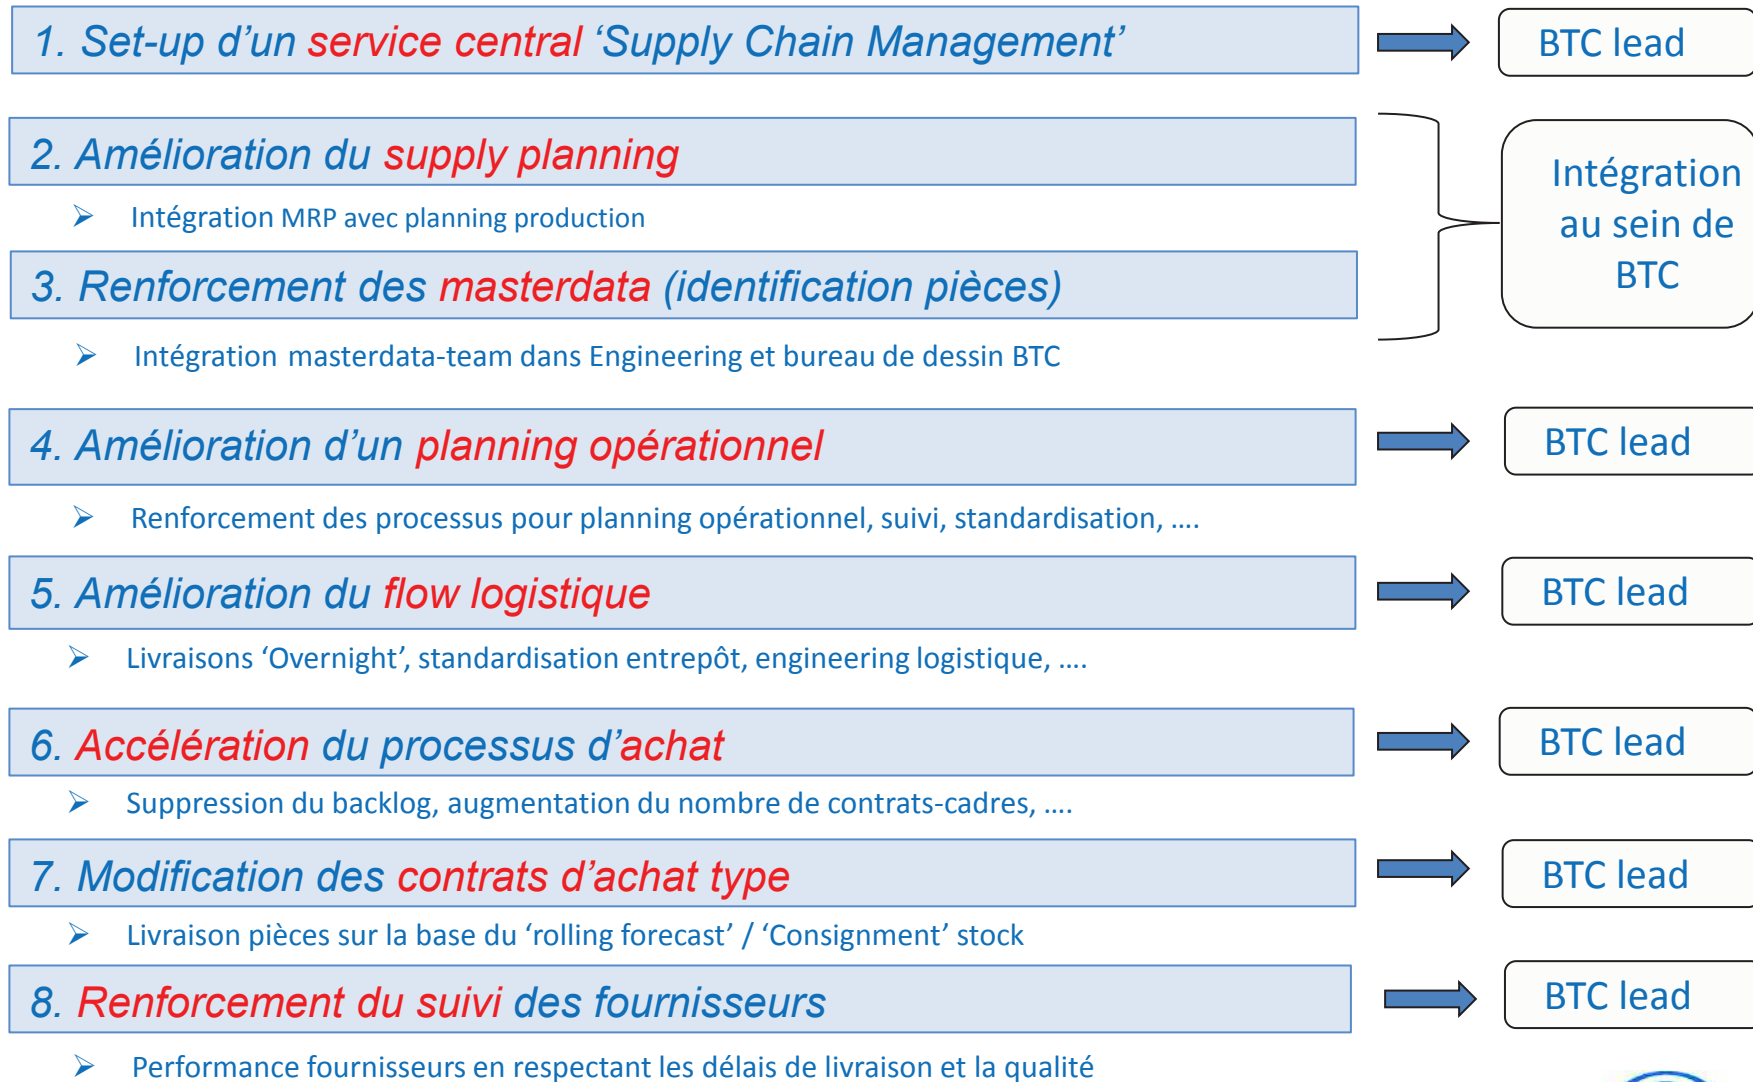 1. Set-up d’un service central ‘Supply Chain Management’
BTC lead
2. Amélioration du supply planning
➢ Intégration MRP avec planning production
3. Renforcement des masterdata (identification pièces)
➢ Intégration masterdata-team dans Engineering et bureau de dessin BTC
Intégration
au sein de
BTC
4. Amélioration d’un planning opérationnel
BTC lead
➢ Renforcement des processus pour planning opérationnel, suivi, standardisation, ….
5. Amélioration du flow logistique
BTC lead
➢ Livraisons ‘Overnight’, standardisation entrepôt, engineering logistique, ….
6. Accélération du processus d’achat
BTC lead
➢ Suppression du backlog, augmentation du nombre de contrats-cadres, ….
7. Modification des contrats d’achat type
BTC lead
➢ Livraison pièces sur la base du ‘rolling forecast’ / ‘Consignment’ stock
8. Renforcement du suivi des fournisseurs
BTC lead
➢ Performance fournisseurs en respectant les délais de livraison et la qualité